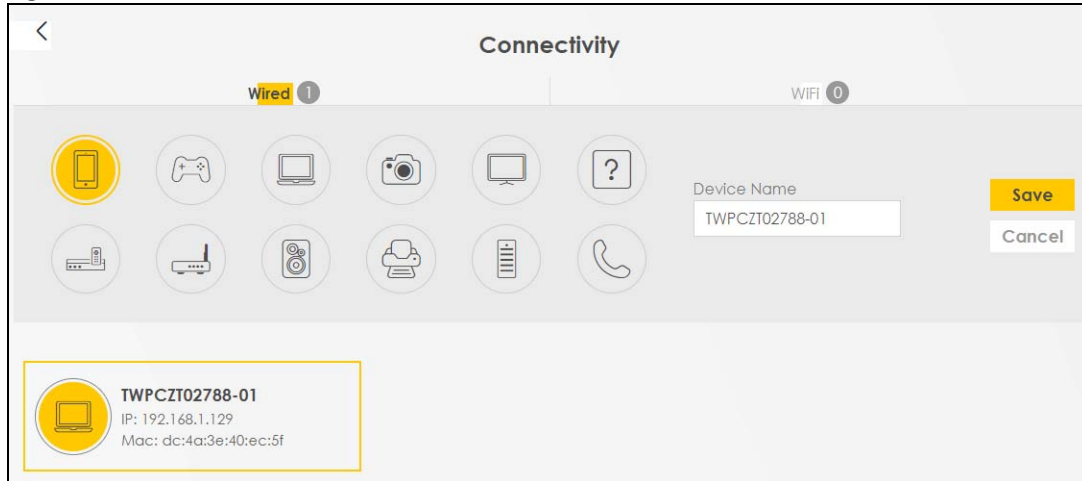 Connectivity
Wired 1
WiFi 0
?
Device Name
TWPCZT02788-01
Save
Cancel
TWPCZT02788-01
IP: 192.168.1.129
Mac: dc:4a:3e:40:ec:5f